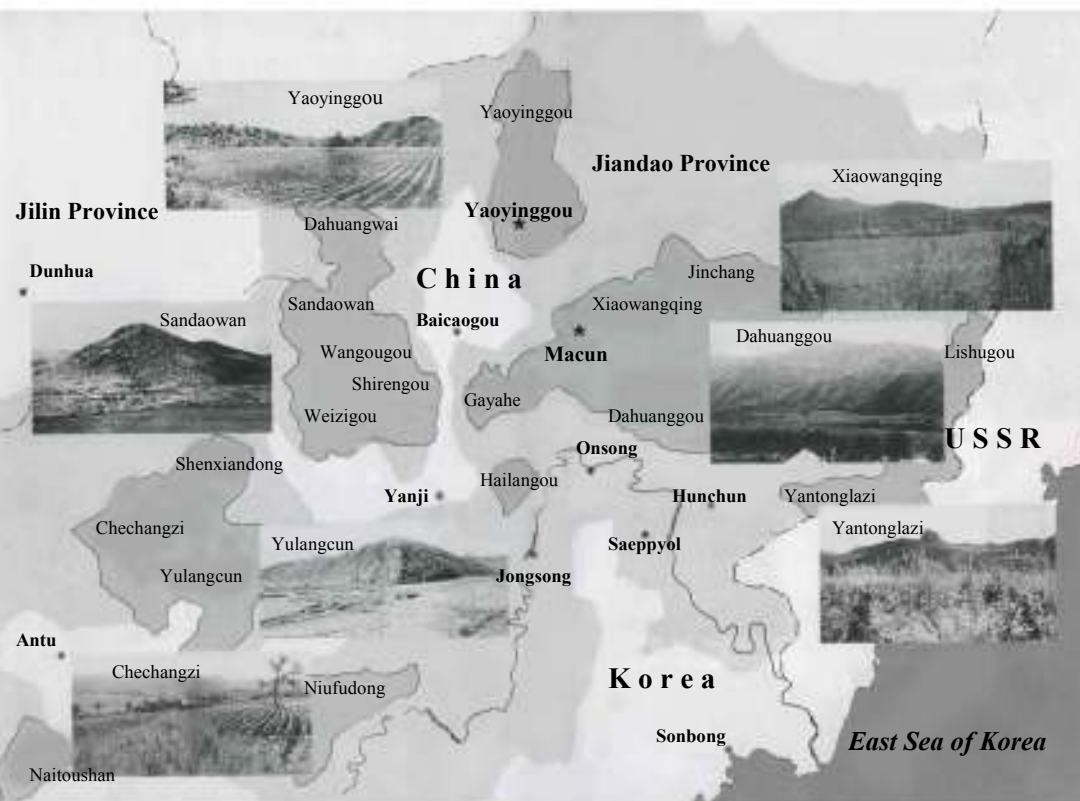 Yaoyinggou
Yaoyinggou
Jiandao Province
Xiaowangqing
Jilin Province
Yaoyinggou
Dahuangwai
Dunhua
China
Jinchang
Sandaowan
Sandaowan
Xiaowangqing
Baicaogou
Dahuanggou
Wangougou
Macun
Lishugou
Shirengou
Gayahe
Weizigou
Dahuanggou
USSR
Onsong
Shenxiandong
Hailangou
Yanji
Hunchun
Yantonglazi
Chechangzi
Yulangcun
Saeppyol
Yantonglazi
Yulangcun
Jongsong
Antu
Chechangzi
Niufudong
Korea
Sonbong
East Sea of Korea
Naitoushan